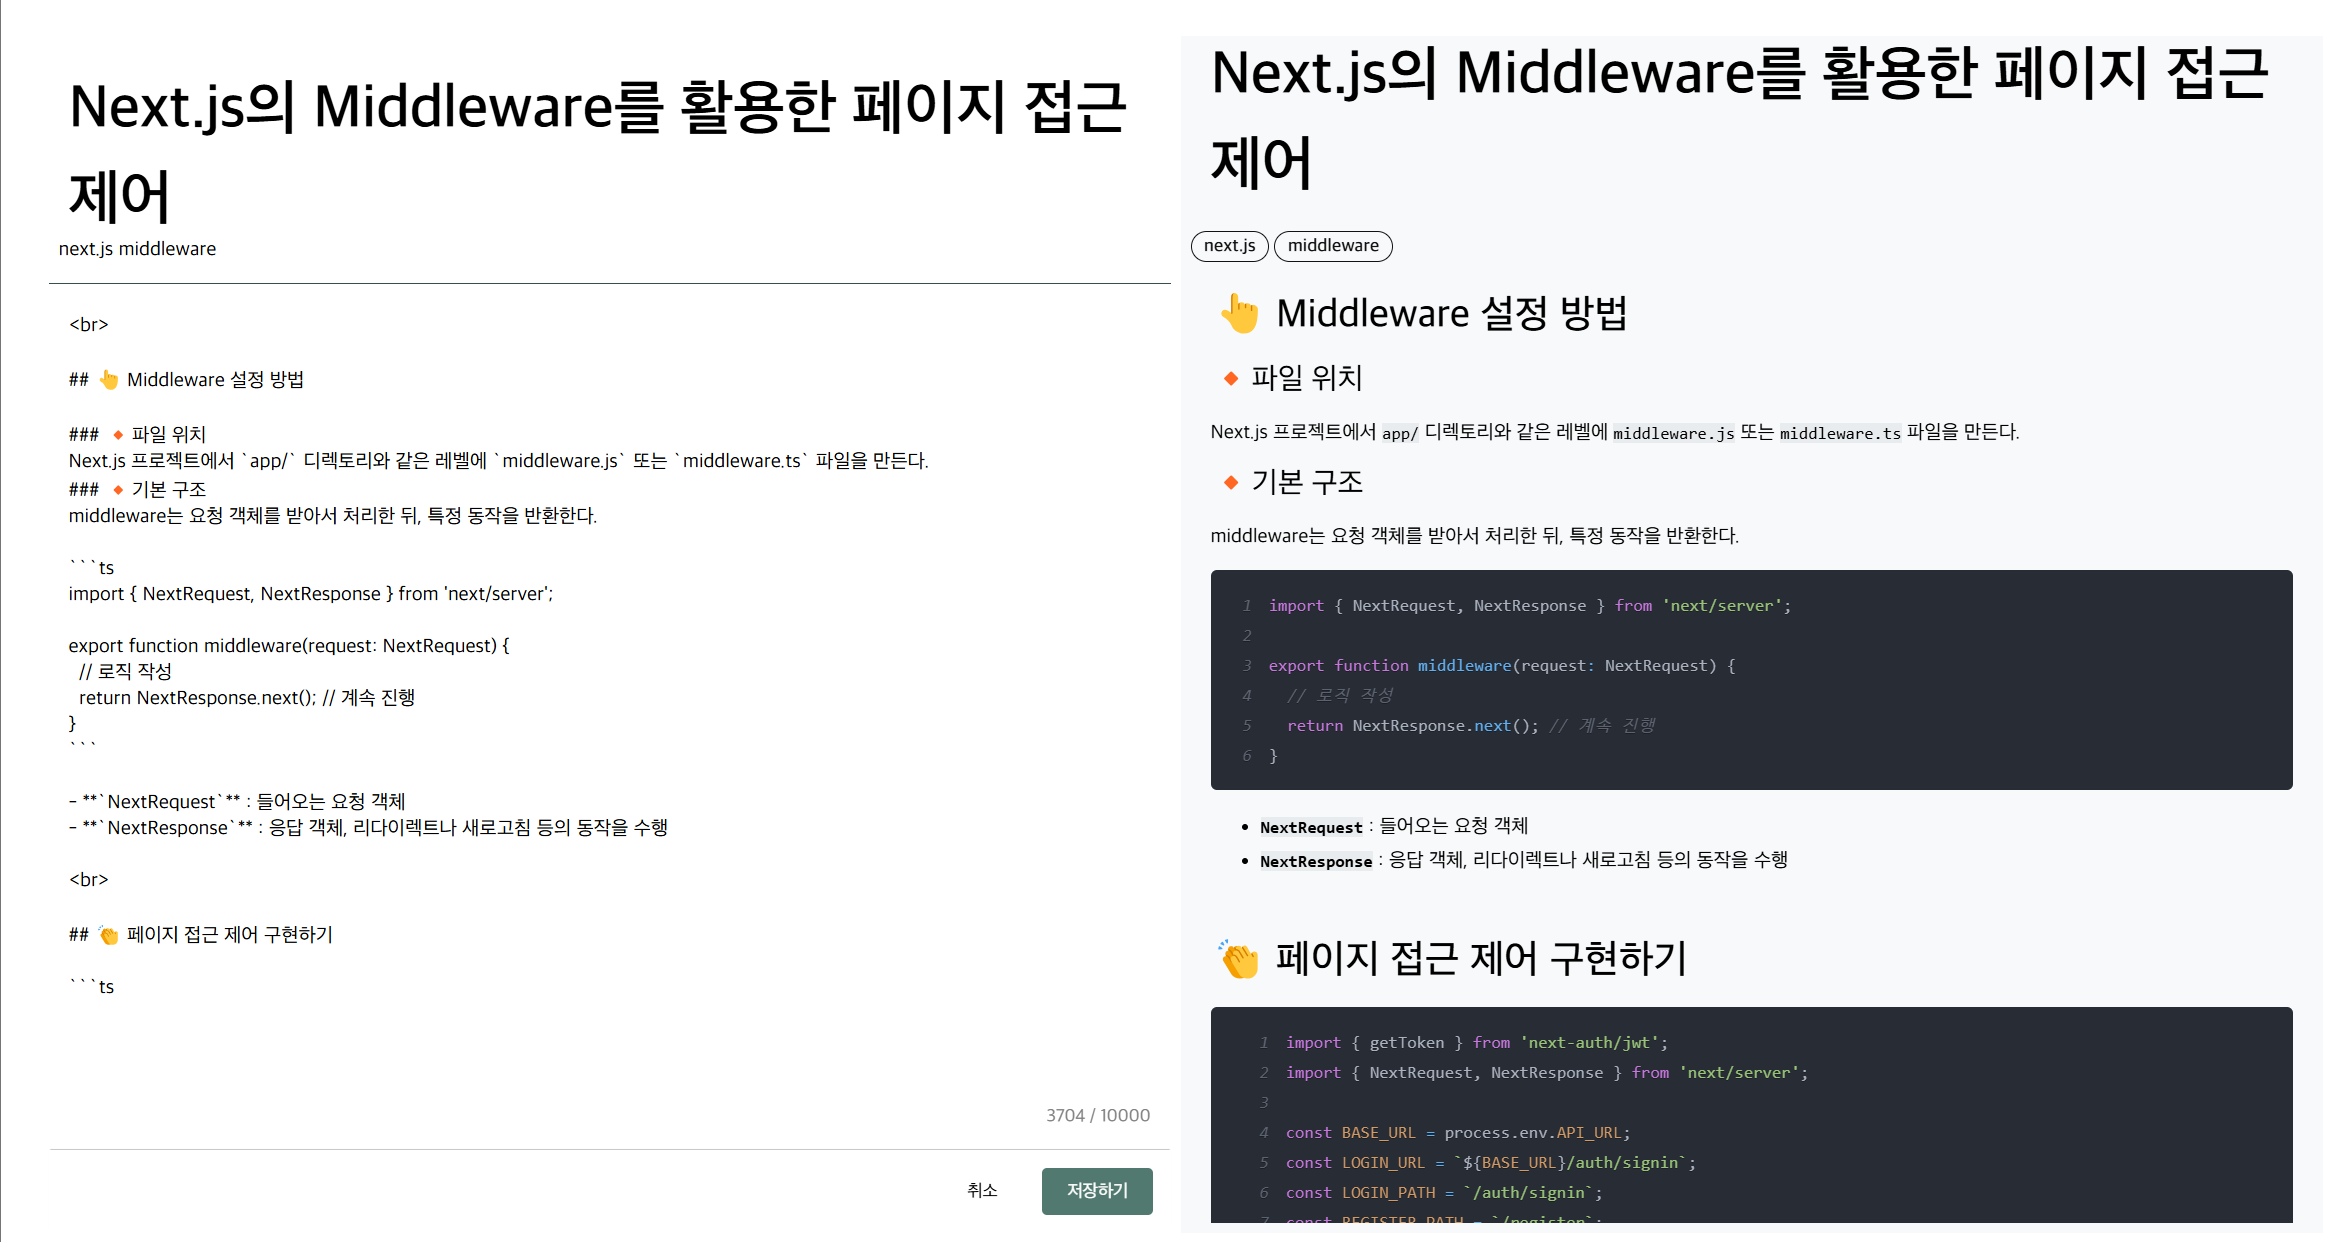 Next.js의 Middleware를 활용한 페이지 접근
제어
next.js middleware
<br>
## 👆 Middleware 설정 방법
### 🔸 파일 위치
Next.js 프로젝트에서 `app/` 디렉토리와 같은 레벨에 `middleware.js` 또는 `middleware.ts` 파일을 만든다.
### 🔸 기본 구조
middleware는 요청 객체를 받아서 처리한 뒤, 특정 동작을 반환한다.
```ts
import { NextRequest, NextResponse } from 'next/server';
export function middleware(request: NextRequest) {
// 로직 작성
return NextResponse.next(); // 계속 진행
}
```
- **`NextRequest`** : 들어오는 요청 객체
- **`NextResponse`** : 응답 객체, 리다이렉트나 새로고침 등의 동작을 수행
<br>
## 👏 페이지 접근 제어 구현하기
```ts
3704 / 10000
취소
저장하기
Next.js의 Middleware를 활용한 페이지 접근
제어
next.js middleware
👆 Middleware 설정 방법
🔸 파일 위치
Next.js 프로젝트에서 app/ 디렉토리와 같은 레벨에 middleware.js 또는 middleware.ts 파일을 만든다.
🔸 기본 구조
middleware는 요청 객체를 받아서 처리한 뒤, 특정 동작을 반환한다.
1 import { NextRequest, NextResponse } from 'next/server';
2
3 export function middleware(request: NextRequest) {
4 // 로직 작성
5 return NextResponse.next(); // 계속 진행
6 }
• NextRequest : 들어오는 요청 객체
• NextResponse : 응답 객체, 리다이렉트나 새로고침 등의 동작을 수행
👏 페이지 접근 제어 구현하기
1 import { getToken } from 'next-auth/jwt';
2 import { NextRequest, NextResponse } from 'next/server';
3
4 const BASE_URL = process.env.API_URL;
5 const LOGIN_URL = `${BASE_URL}/auth/signin`;
6 const LOGIN_PATH = `/auth/signin`;
7 const REGISTER_PATH = `/register`;